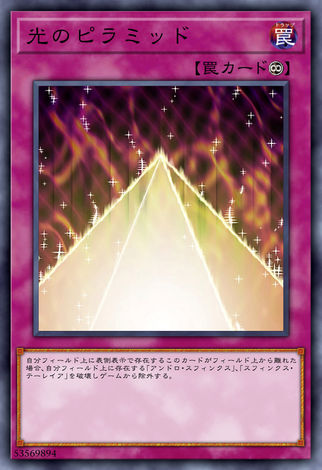 光のピラミッド
トラップ
罠
【罠カード♾】
自分フィールド上に表側表示で存在するこのカードがフィールド上から離れた
場合、自分フィールド上に存在する「アンドロ・スフィンクス」、「スフィンクス・
テーレイア」を破壊しゲームから除外する。
53569894